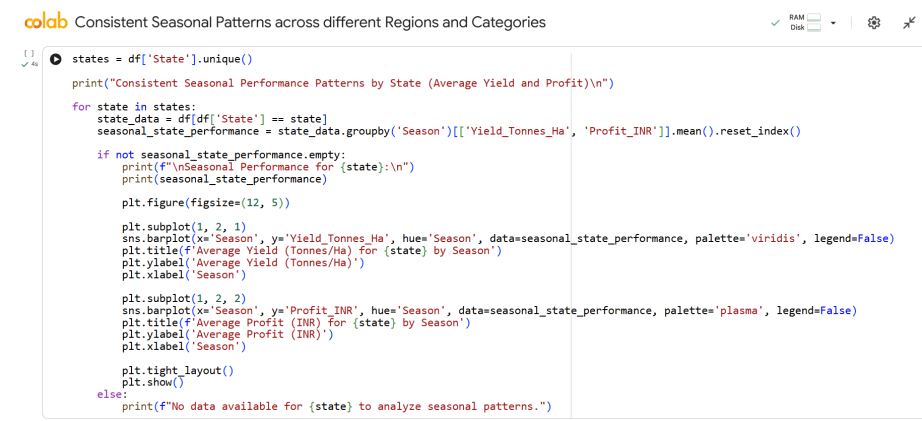 colab Consistent Seasonal Patterns across different Regions and Categories
RAM
Disk
[ ]
4s
states = df['State'].unique()
print("Consistent Seasonal Performance Patterns by State (Average Yield and Profit)\n")
for state in states:
    state_data = df[df['State'] == state]
    seasonal_state_performance = state_data.groupby('Season')[['Yield_Tonnes_Ha', 'Profit_INR']].mean().reset_index()
    if not seasonal_state_performance.empty:
        print(f"\nSeasonal Performance for {state}:\n")
        print(seasonal_state_performance)
        plt.figure(figsize=(12, 5))
        plt.subplot(1, 2, 1)
        sns.barplot(x='Season', y='Yield_Tonnes_Ha', hue='Season', data=seasonal_state_performance, palette='viridis', legend=False)
        plt.title(f'Average Yield (Tonnes/Ha) for {state} by Season')
        plt.ylabel('Average Yield (Tonnes/Ha)')
        plt.xlabel('Season')
        plt.subplot(1, 2, 2)
        sns.barplot(x='Season', y='Profit_INR', hue='Season', data=seasonal_state_performance, palette='plasma', legend=False)
        plt.title(f'Average Profit (INR) for {state} by Season')
        plt.ylabel('Average Profit (INR)')
        plt.xlabel('Season')
        plt.tight_layout()
        plt.show()
    else:
        print(f"No data available for {state} to analyze seasonal patterns.")